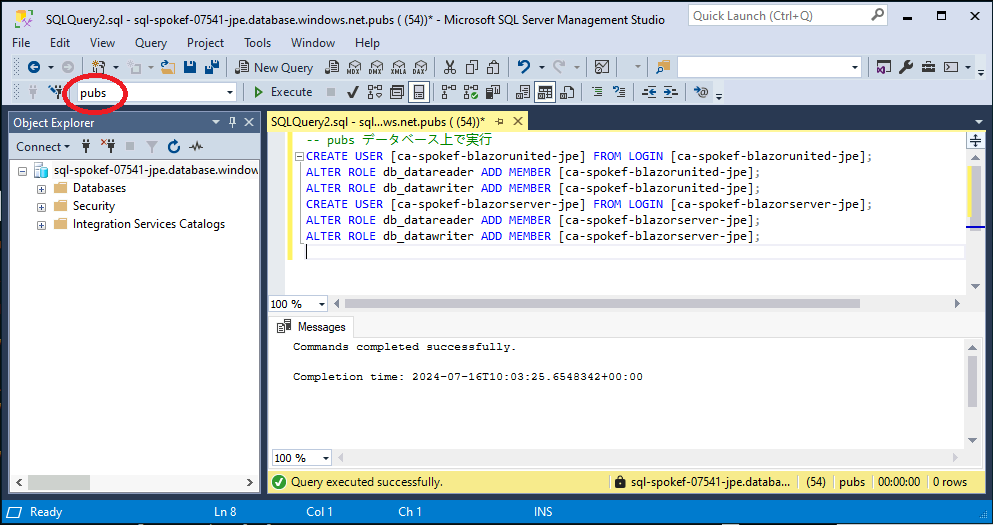 SQLQuery2.sql - sql-spokef-07541-jpe.database.windows.net.pubs ( (54))* - Microsoft SQL Server Management Studio
Quick Launch (Ctrl+Q)
File Edit View Query Project Tools Window Help
New Query MDX DMX XMLA DAX
pubs Execute
Object Explorer
Connect
sql-spokef-07541-jpe.database.window
Databases
Security
Integration Services Catalogs
SQLQuery2.sql - sql...ws.net.pubs ( (54))*
-- pubs データベース上で実行
CREATE USER [ca-spokef-blazorunited-jpe] FROM LOGIN [ca-spokef-blazorunited-jpe];
ALTER ROLE db_datareader ADD MEMBER [ca-spokef-blazorunited-jpe];
ALTER ROLE db_datawriter ADD MEMBER [ca-spokef-blazorunited-jpe];
CREATE USER [ca-spokef-blazorserver-jpe] FROM LOGIN [ca-spokef-blazorserver-jpe];
ALTER ROLE db_datareader ADD MEMBER [ca-spokef-blazorserver-jpe];
ALTER ROLE db_datawriter ADD MEMBER [ca-spokef-blazorserver-jpe];
100 %
Messages
Commands completed successfully.
Completion time: 2024-07-16T10:03:25.6548342+00:00
100 %
Query executed successfully. sql-spokef-07541-jpe.databa... (54) pubs 00:00:00 0 rows
Ready Ln 8 Col 1 Ch 1 INS